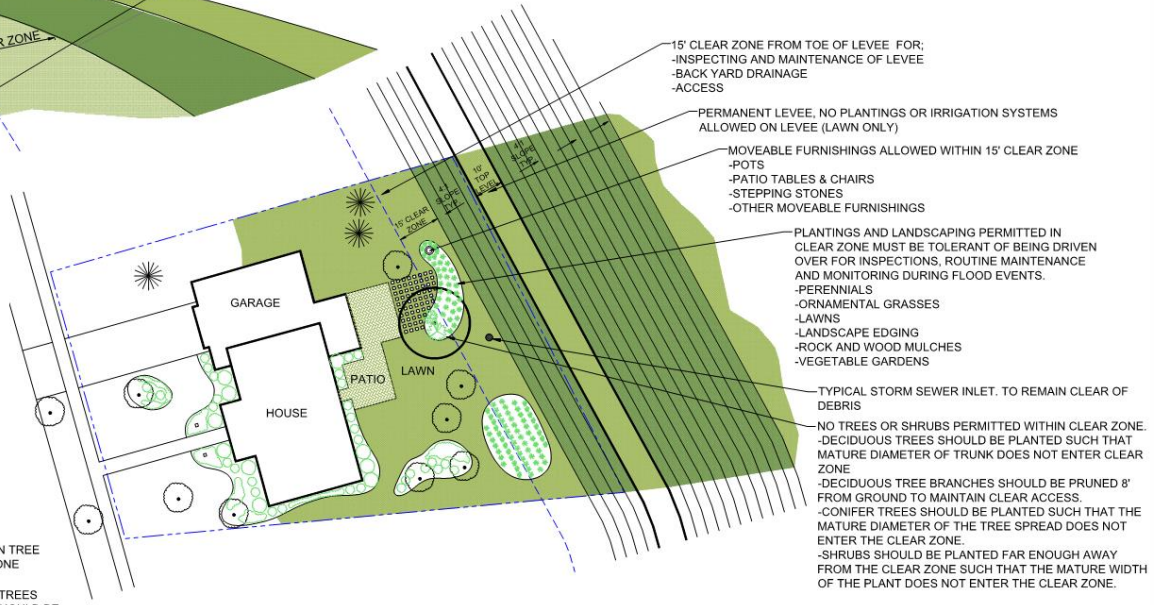 R ZONE
15' CLEAR ZONE FROM TOE OF LEVEE FOR;
-INSPECTING AND MAINTENANCE OF LEVEE
-BACK YARD DRAINAGE
-ACCESS
PERMANENT LEVEE, NO PLANTINGS OR IRRIGATION SYSTEMS
ALLOWED ON LEVEE (LAWN ONLY)
MOVEABLE FURNISHINGS ALLOWED WITHIN 15' CLEAR ZONE
-POTS
-PATIO TABLES & CHAIRS
-STEPPING STONES
-OTHER MOVEABLE FURNISHINGS
PLANTINGS AND LANDSCAPING PERMITTED IN
CLEAR ZONE MUST BE TOLERANT OF BEING DRIVEN
OVER FOR INSPECTIONS, ROUTINE MAINTENANCE
AND MONITORING DURING FLOOD EVENTS.
-PERENNIALS
-ORNAMENTAL GRASSES
-LAWNS
-LANDSCAPE EDGING
-ROCK AND WOOD MULCHES
-VEGETABLE GARDENS
TYPICAL STORM SEWER INLET. TO REMAIN CLEAR OF
DEBRIS
NO TREES OR SHRUBS PERMITTED WITHIN CLEAR ZONE.
-DECIDUOUS TREES SHOULD BE PLANTED SUCH THAT
MATURE DIAMETER OF TRUNK DOES NOT ENTER CLEAR
ZONE
-DECIDUOUS TREE BRANCHES SHOULD BE PRUNED 8'
FROM GROUND TO MAINTAIN CLEAR ACCESS.
-CONIFER TREES SHOULD BE PLANTED SUCH THAT THE
MATURE DIAMETER OF THE TREE SPREAD DOES NOT
ENTER THE CLEAR ZONE.
-SHRUBS SHOULD BE PLANTED FAR ENOUGH AWAY
FROM THE CLEAR ZONE SUCH THAT THE MATURE WIDTH
OF THE PLANT DOES NOT ENTER THE CLEAR ZONE.
15' CLEAR
ZONE
4:1
SLOPE
TYP.
10'
TOP
LEVEL
4:1
SLOPE
TYP.
GARAGE
HOUSE
PATIO
LAWN
N TREE
ONE
TREES